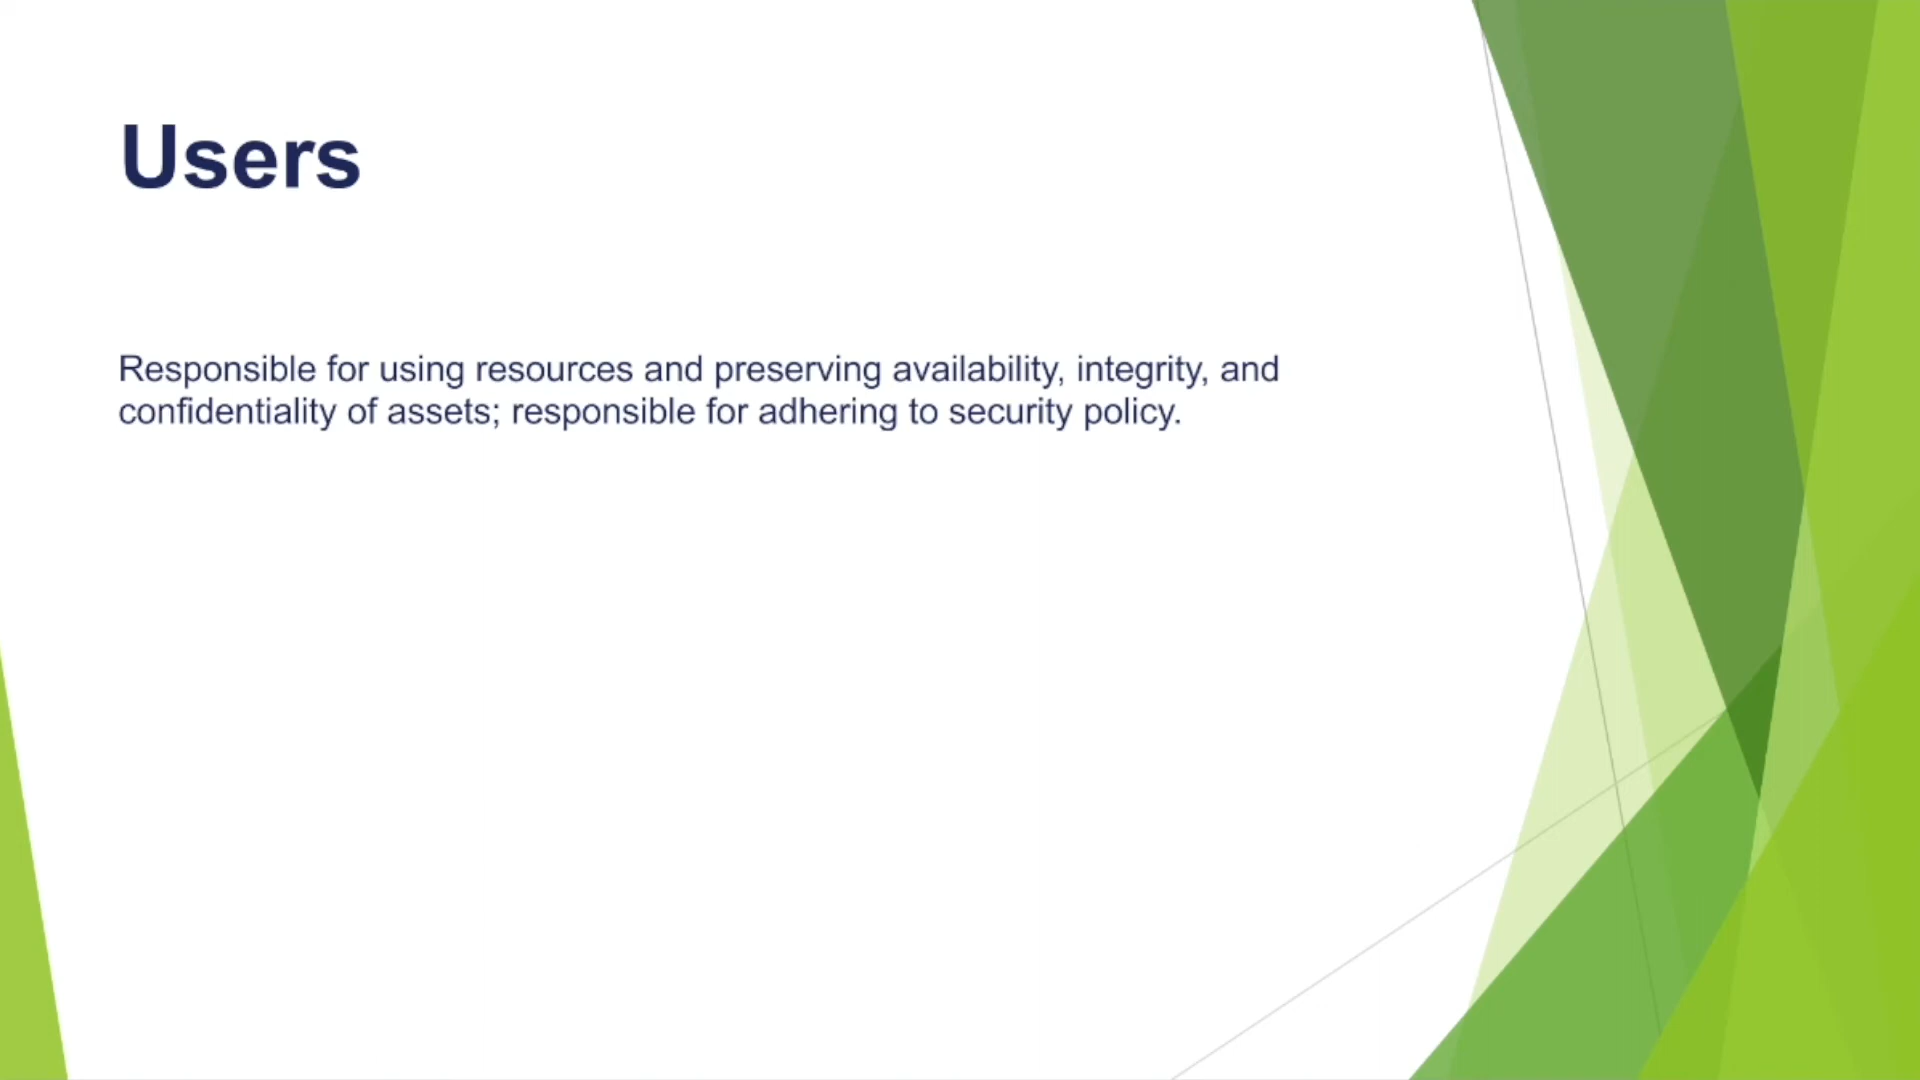 Users
Responsible for using resources and preserving availability, integrity, and
confidentiality of assets; responsible for adhering to security policy.